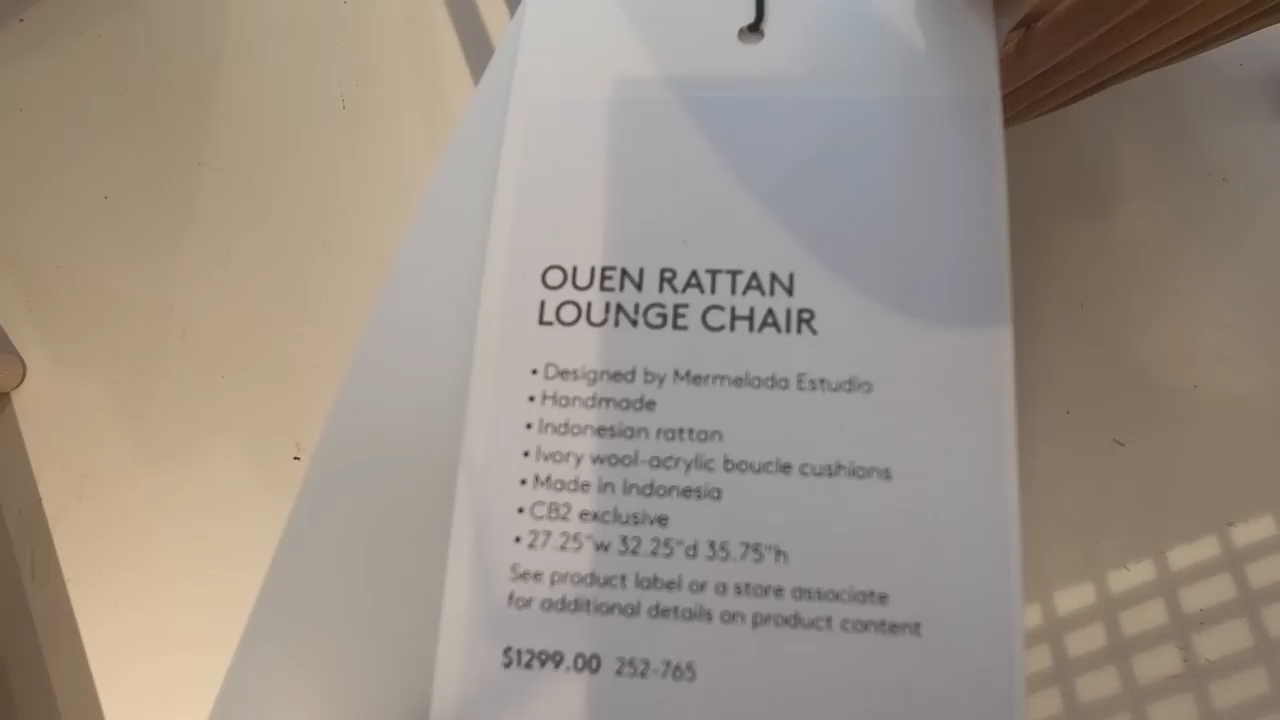 OUEN RATTAN
LOUNGE CHAIR
• Designed by Mermelada Estudio
• Handmade
• Indonesian rattan
• Ivory wool-acrylic boucle cushions
• Made in Indonesia
• CB2 exclusive
• 27.25"w 32.25"d 35.75"h
See product label or a store associate
for additional details on product content
$1299.00 252-765